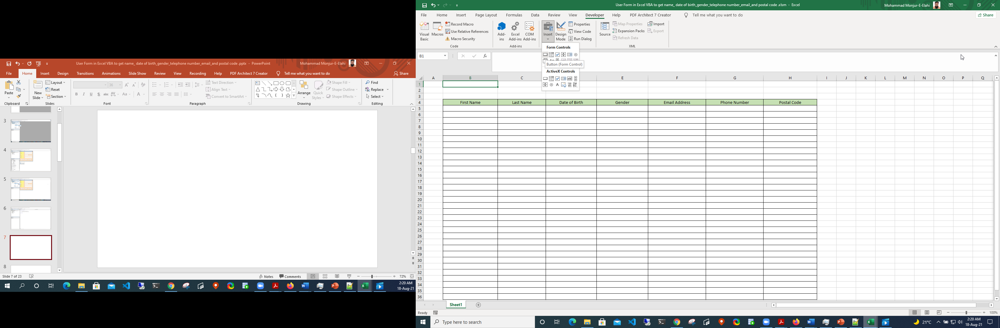 User Form in Excel VBA to get name_ date of birth_gender_telephone number_email_and postal code .pptx - PowerPoint
Mohammad Monjur-E-Elahi
File Home Insert Design Transitions Animations Slide Show Review View Recording Help PDF Architect 7 Creator Tell me what you want to do Share
Paste
New Slide
Layout
Reset
Section
36
Text Direction
Align Text
Convert to SmartArt
Arrange
Quick Styles
Shape Fill
Shape Outline
Shape Effects
Find
Replace
Select
Clipboard Slides Font Paragraph Drawing Editing
3
4
5
6
7
8
Slide 7 of 23
Notes Comments 72%
2:20 AM
18-Aug-21
User Form in Excel VBA to get name_ date of birth_gender_telephone number_email_and postal code .xlsm - Excel
Mohammad Monjur-E-Elahi
File Home Insert Page Layout Formulas Data Review View Developer Help PDF Architect 7 Creator Tell me what you want to do Share
Visual Basic
Macros
Record Macro
Use Relative References
Macro Security
Add-ins
Excel Add-ins
COM Add-ins
Insert
Design Mode
Properties
View Code
Run Dialog
Source
Map Properties
Expansion Packs
Refresh Data
Import
Export
Code Add-ins XML
Form Controls
Button (Form Control)
ActiveX Controls
B1
fx
A B C E F G H I J K L M N O P Q
1
2
3
4 First Name Last Name Date of Birth Gender Email Address Phone Number Postal Code
5
6
7
8
9
10
11
12
13
14
15
16
17
18
19
20
21
22
23
24
25
26
27
28
29
30
31
32
33
34
35
36
Sheet1
Ready 100%
Type here to search
21°C
2:20 AM
18-Aug-21